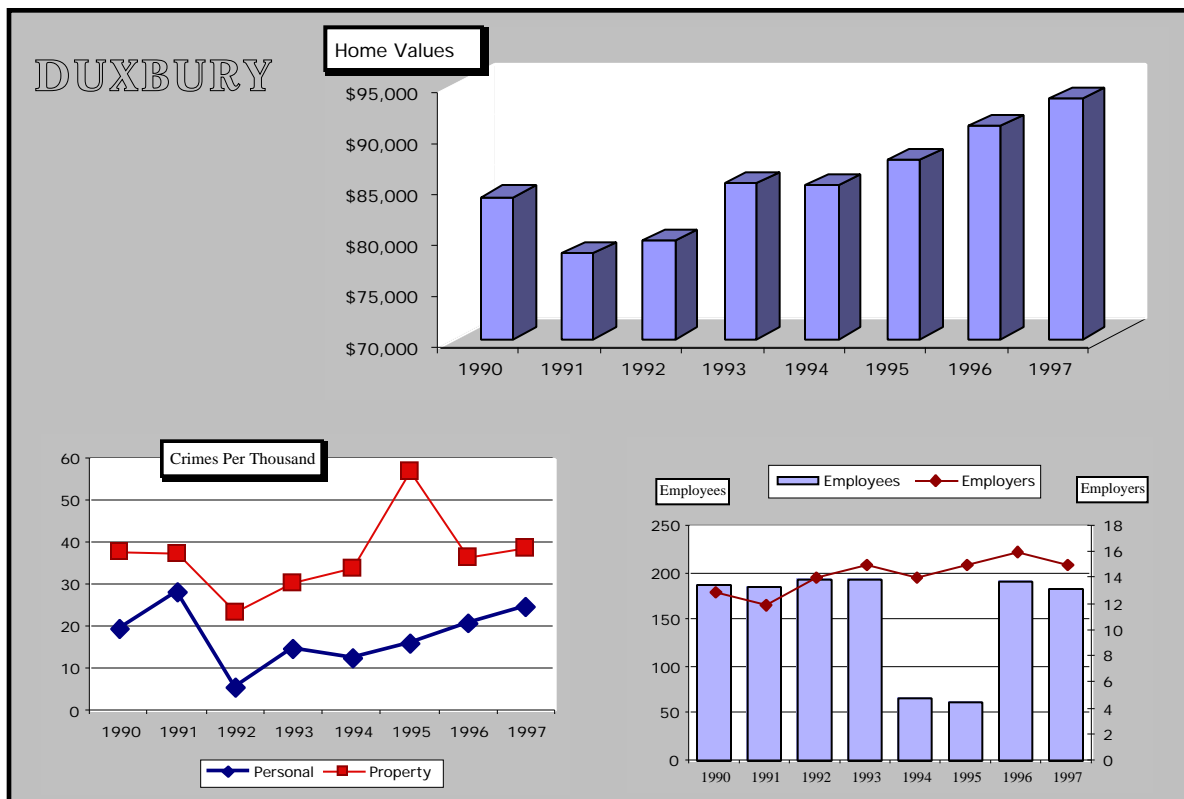 DUXBURY
Home Values
$95,000
$90,000
$85,000
$80,000
$75,000
$70,000
1990 1991 1992 1993 1994 1995 1996 1997
Crimes Per Thousand
60
50
40
30
20
10
0
1990 1991 1992 1993 1994 1995 1996 1997
Personal Property
Employees Employers
Employees Employers
250 18
200 16
150 14
100 12
50 10
0 8
6
4
2
0
1990 1991 1992 1993 1994 1995 1996 1997